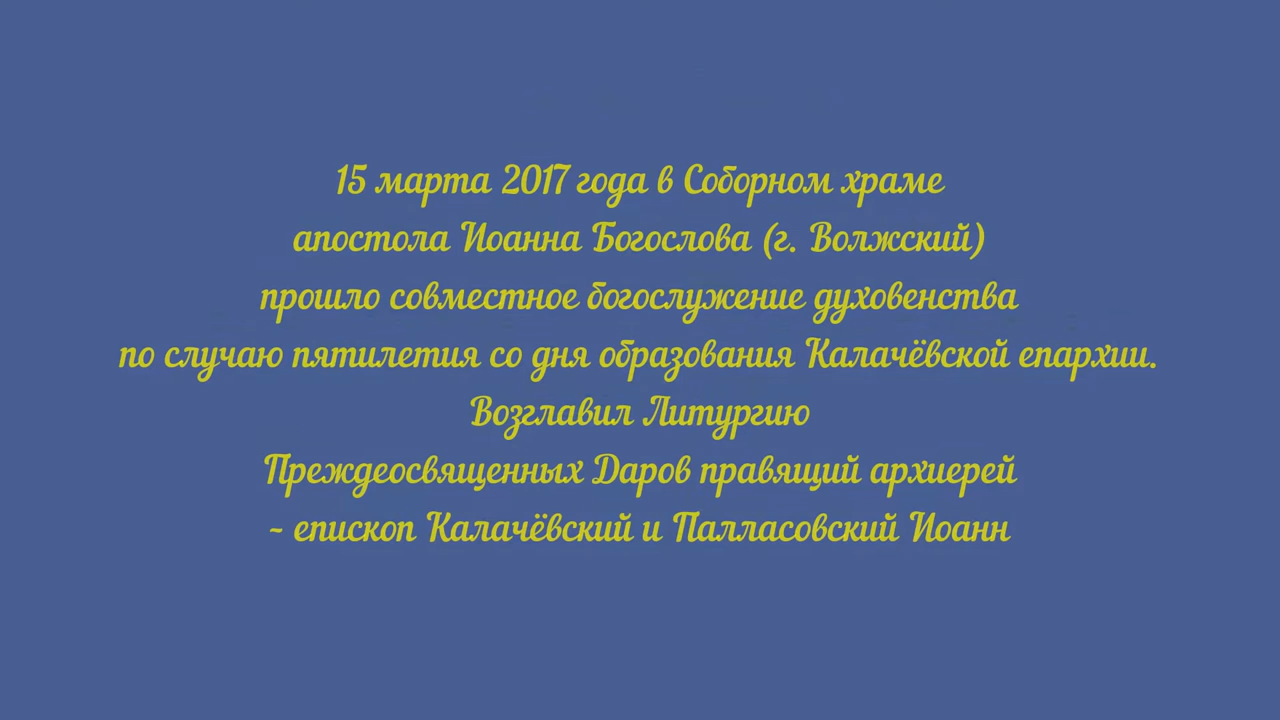 15 марта 2017 года в Соборном храме
апостола Иоанна Богослова (г. Волжский)
прошло совместное богослужение духовенства
по случаю пятилетия со дня образования Калачёвской епархии.
Возглавил Литургию
Преждеосвященных Даров правящий архиерей
~ епископ Калачёвский и Палласовский Иоанн